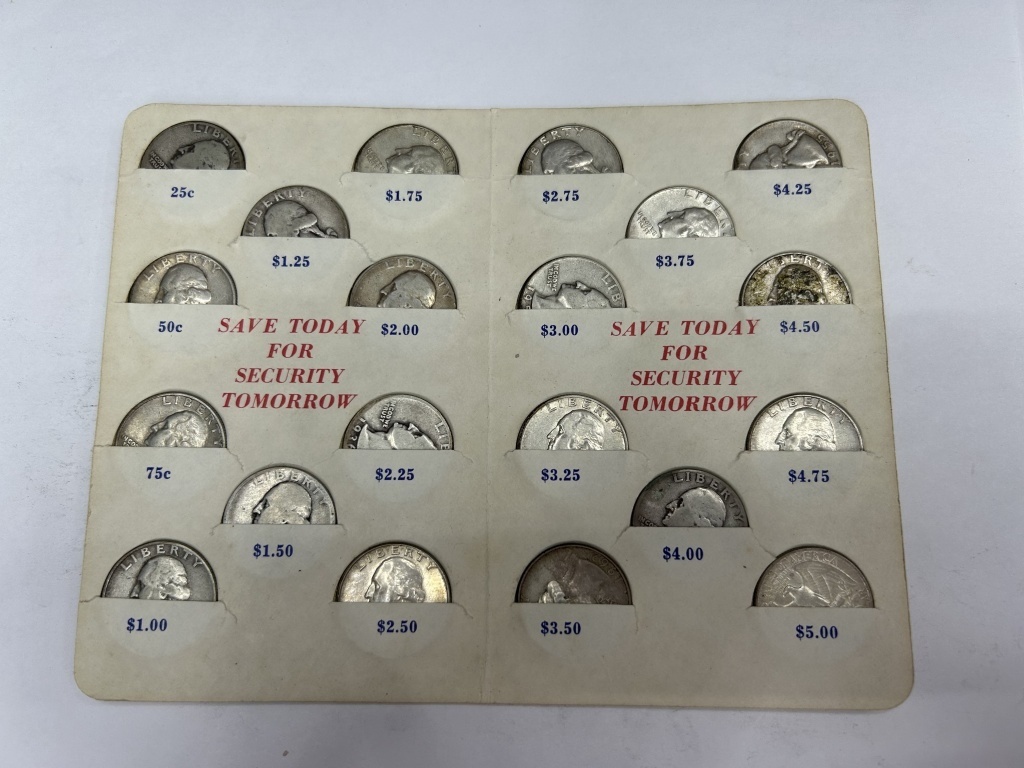 LIBERTY
25c
LIBERTY
$1.75
LIBERTY
$1.25
LIBERTY
50c
LIBERTY
$2.00
SAVE TODAY
FOR
SECURITY
TOMORROW
LIBERTY
75c
$2.25
LIBERTY
$1.50
LIBERTY
$1.00
LIBERTY
$2.50
LIBERTY
$2.75
$4.25
LIBERTY
$3.75
LIBERTY
$3.00
LIBERTY
$4.50
SAVE TODAY
FOR
SECURITY
TOMORROW
LIBERTY
$3.25
LIBERTY
$4.75
LIBERTY
$4.00
$3.50
$5.00